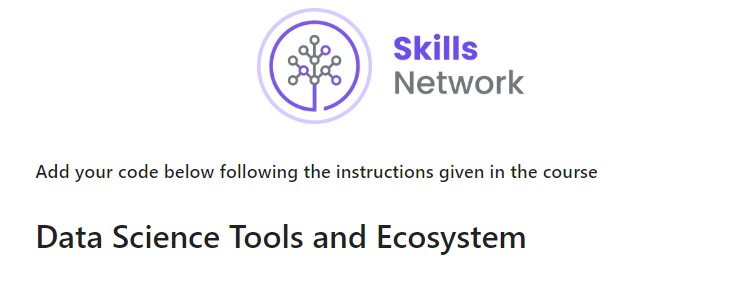 Skills
Network
Add your code below following the instructions given in the course
Data Science Tools and Ecosystem